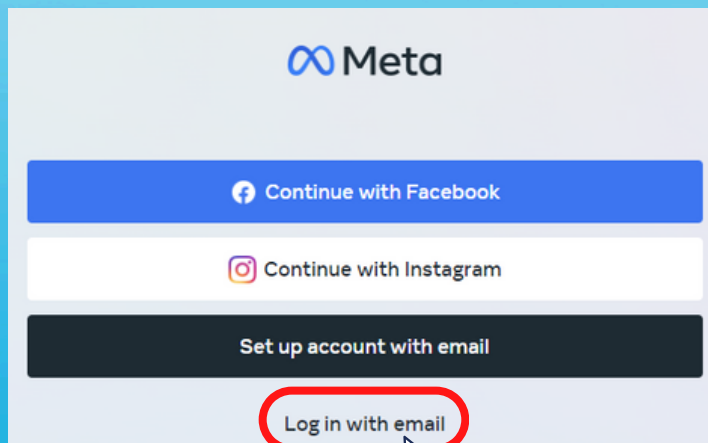 Meta
Continue with Facebook
Continue with Instagram
Set up account with email
Log in with email